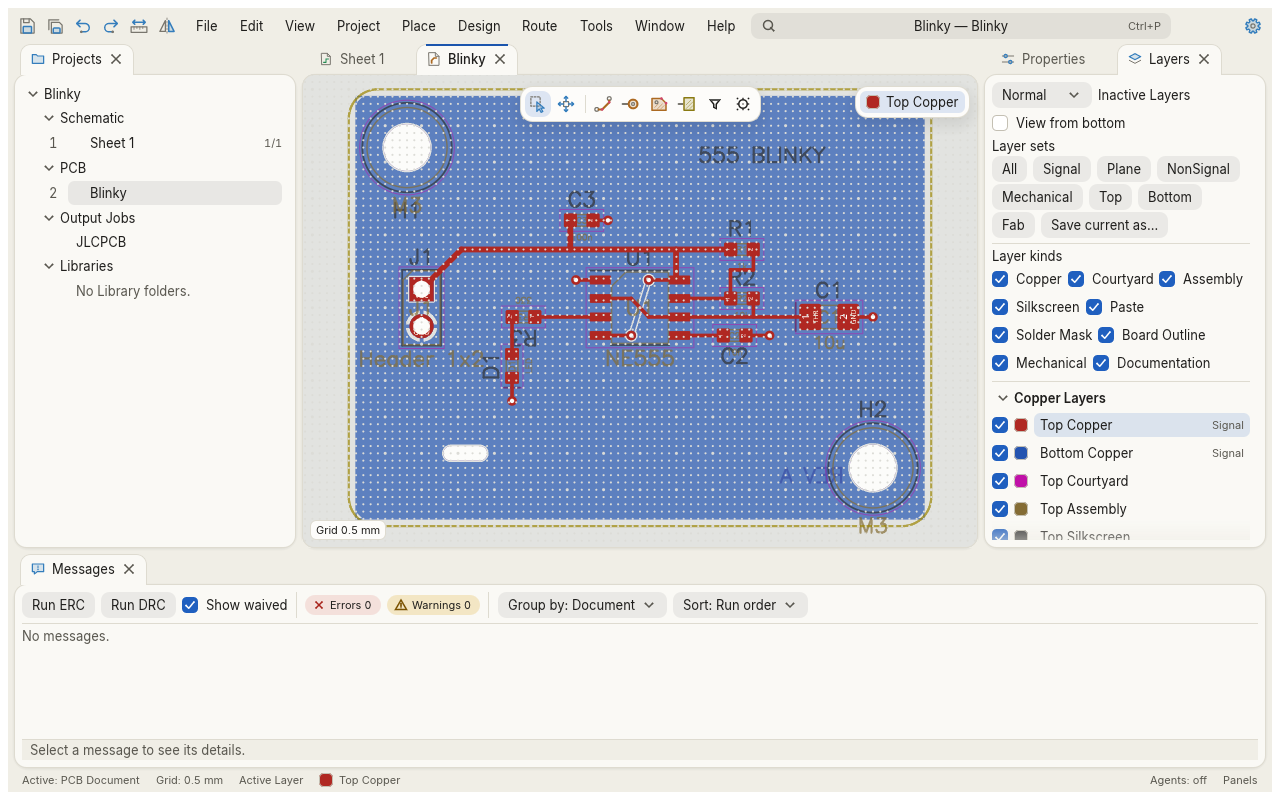 File Edit View Project Place Design Route Tools Window Help
Blinky — Blinky Ctrl+P
Projects
Sheet 1
Blinky
Properties
Layers
Blinky
Schematic
1 Sheet 1 1/1
PCB
2 Blinky
Output Jobs
JLCPCB
Libraries
No Library folders.
Top Copper
555 BLINKY
H1
C3
R1
J1
U1
R2
C1
THR
GND
10u
Header 1x2
D1
NE555
C2
H2
M3
Grid 0.5 mm
Normal Inactive Layers
View from bottom
Layer sets
All Signal Plane NonSignal
Mechanical Top Bottom
Fab Save current as...
Layer kinds
Copper Courtyard Assembly
Silkscreen Paste
Solder Mask Board Outline
Mechanical Documentation
Copper Layers
Top Copper Signal
Bottom Copper Signal
Top Courtyard
Top Assembly
Top Silkscreen
Messages
Run ERC Run DRC Show waived Errors 0 Warnings 0 Group by: Document Sort: Run order
No messages.
Select a message to see its details.
Active: PCB Document Grid: 0.5 mm Active Layer Top Copper Agents: off Panels